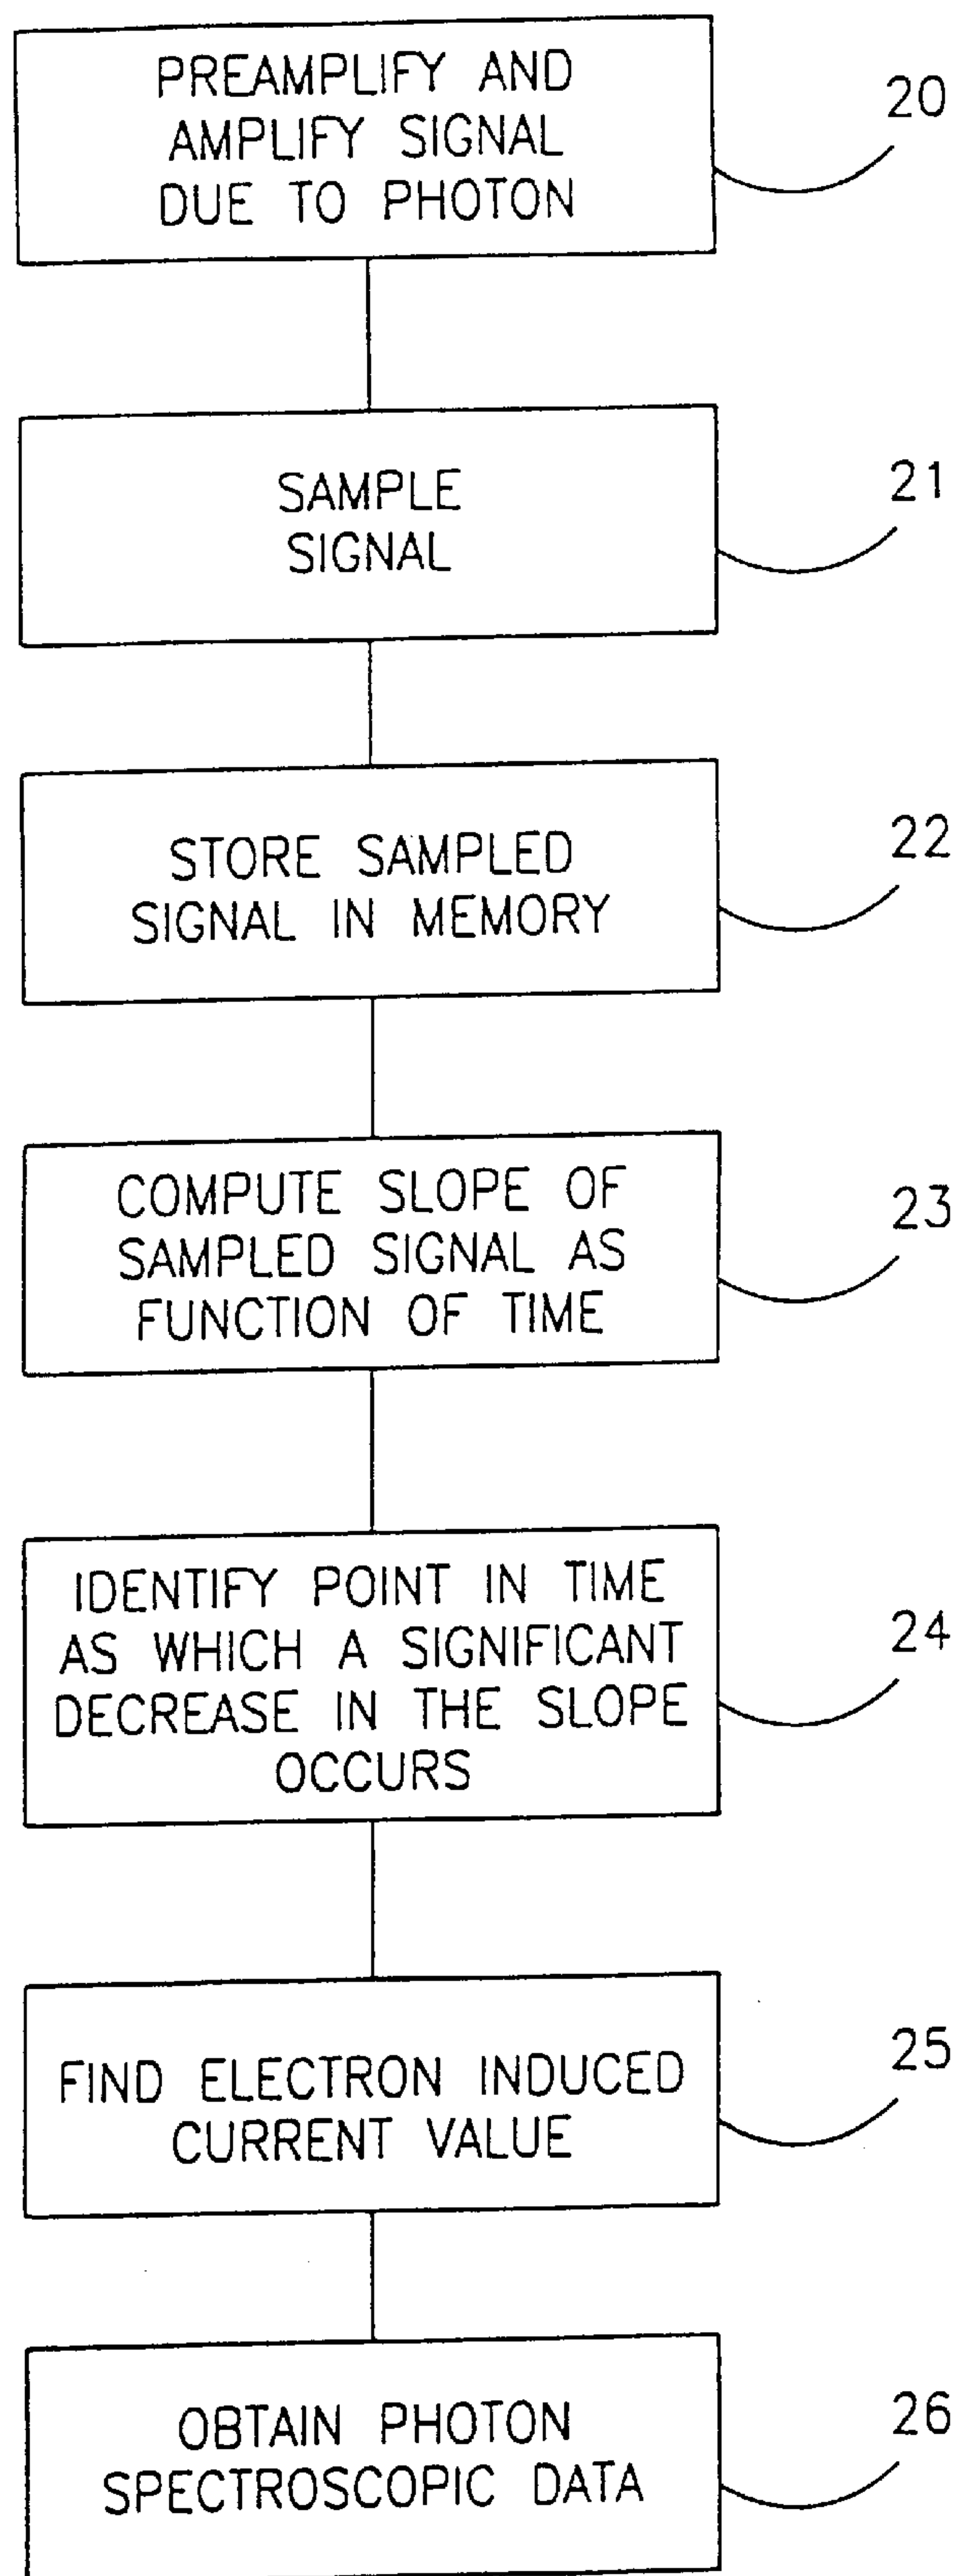 PREAMPLIFY AND
AMPLIFY SIGNAL
DUE TO PHOTON
20
SAMPLE
SIGNAL
21
STORE SAMPLED
SIGNAL IN MEMORY
22
COMPUTE SLOPE OF
SAMPLED SIGNAL AS
FUNCTION OF TIME
23
IDENTIFY POINT IN TIME
AS WHICH A SIGNIFICANT
DECREASE IN THE SLOPE
OCCURS
24
FIND ELECTRON INDUCED
CURRENT VALUE
25
OBTAIN PHOTON
SPECTROSCOPIC DATA
26